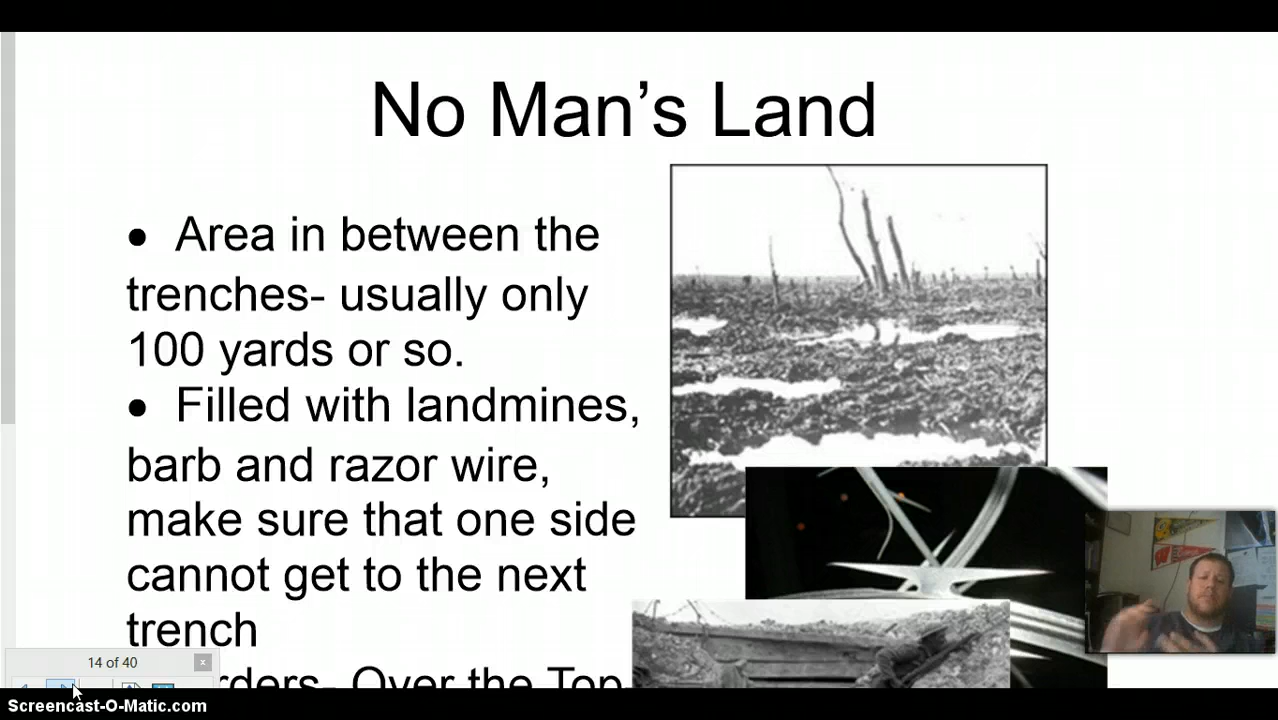 No Man's Land
● Area in between the
trenches- usually only
100 yards or so.
● Filled with landmines,
barb and razor wire,
make sure that one side
cannot get to the next
trench
Over the Top
14 of 40
x
Screencast-O-Matic.com